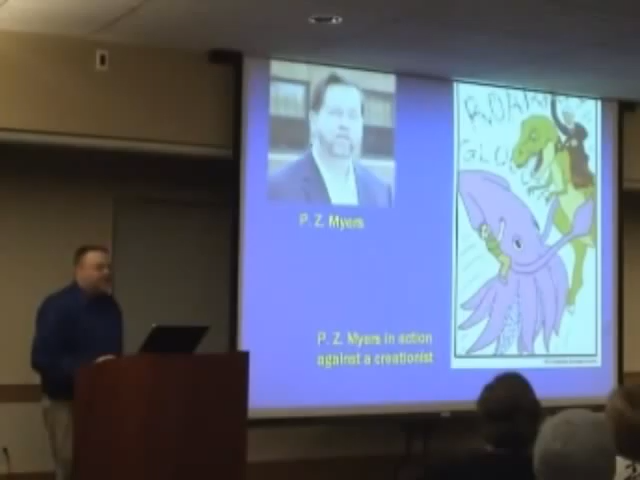 P. Z. Myers
P. Z. Myers in action
against a creationist